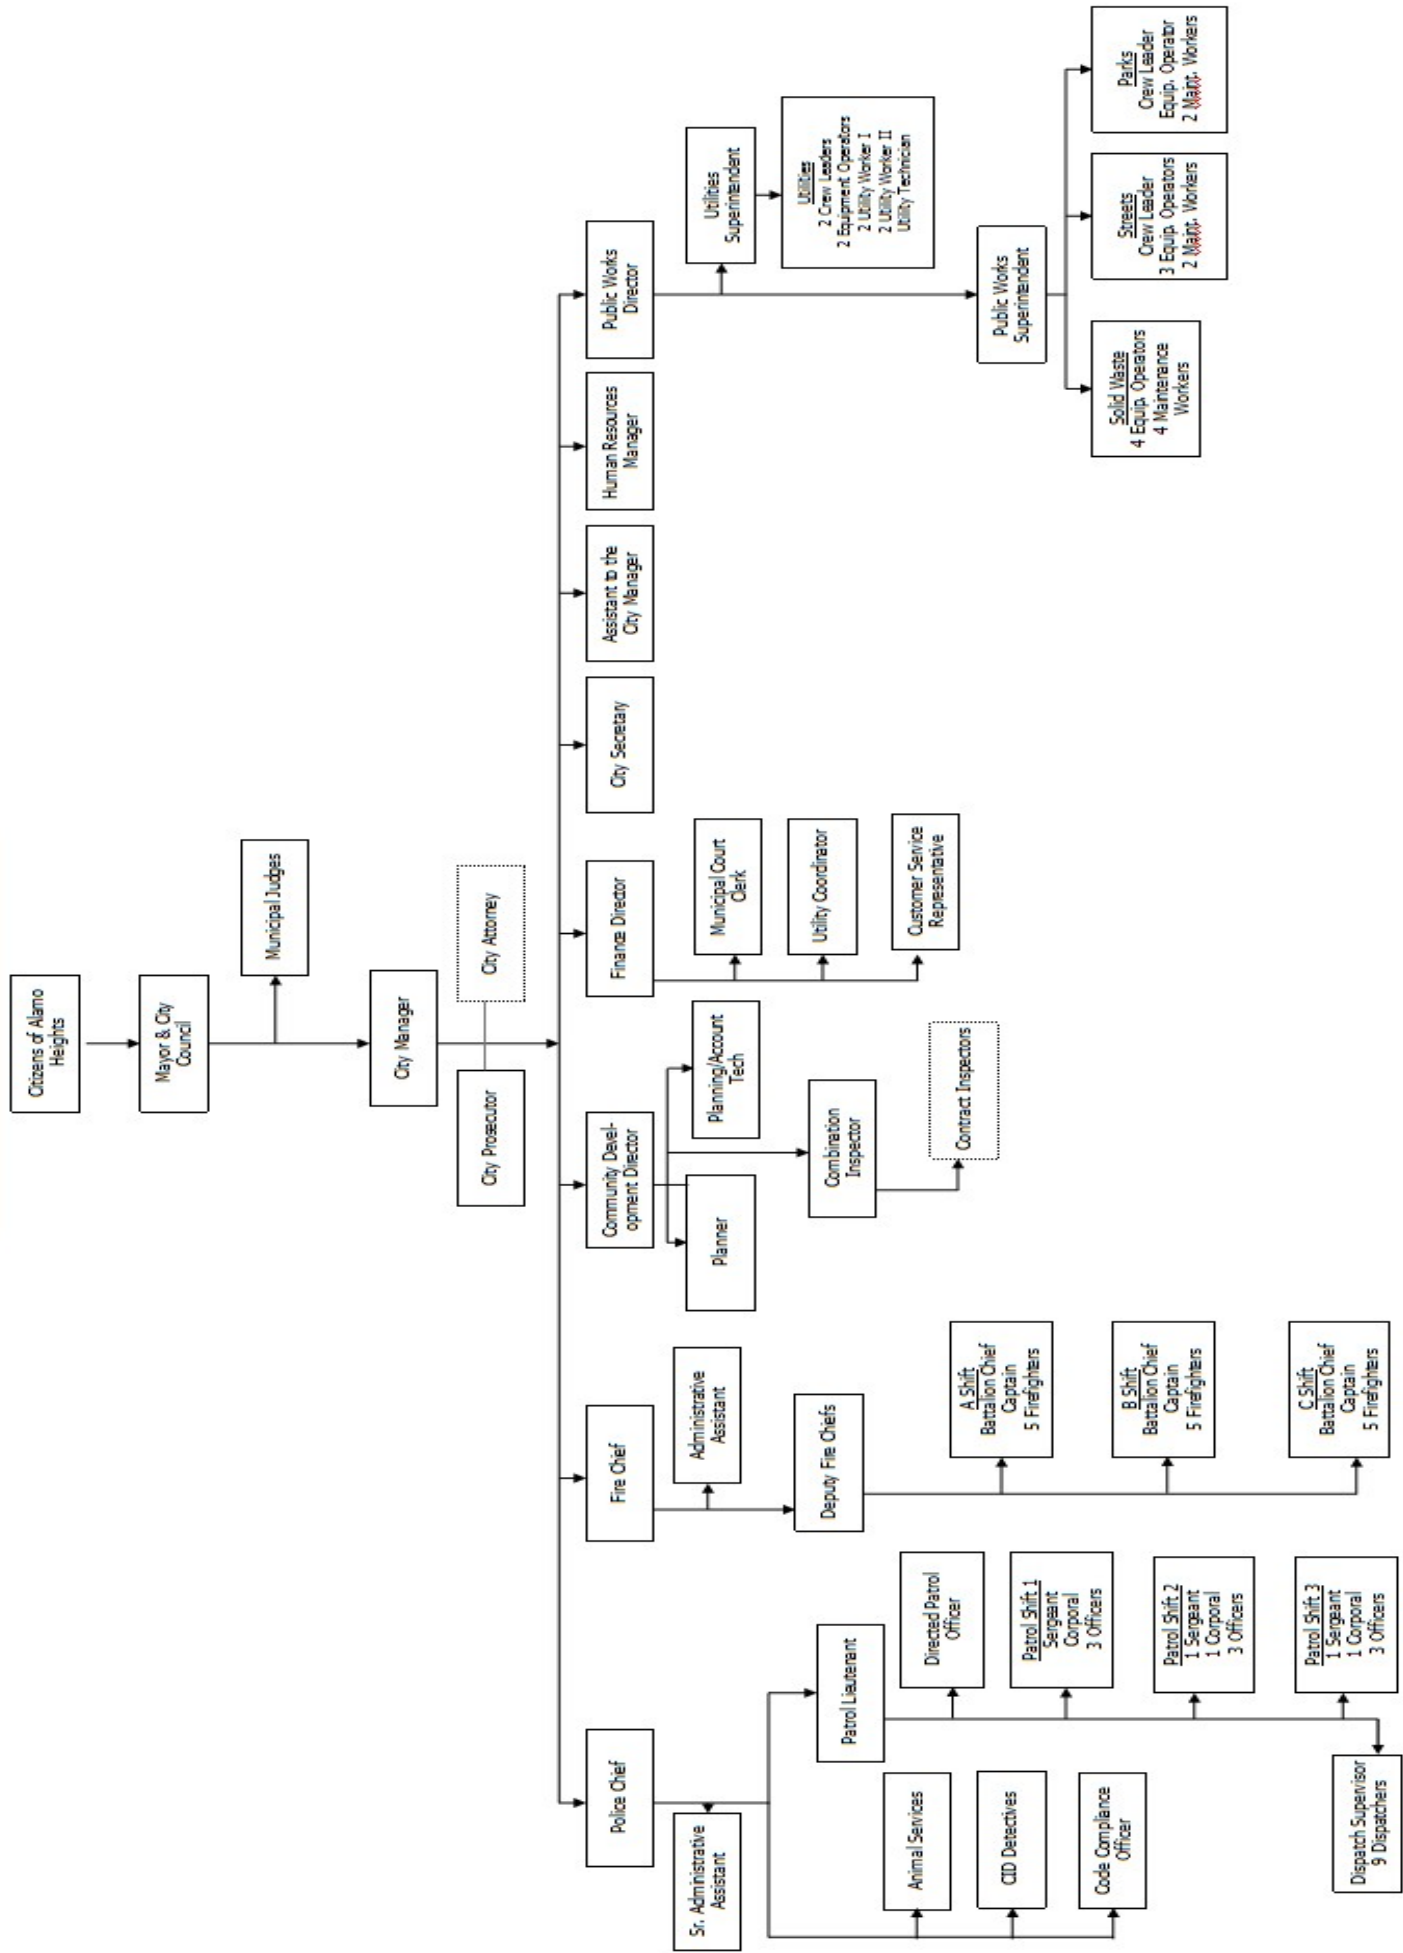 Citizens of Alamo
Heights
Mayor & City
Council
Municipal Judges
City Manager
City Prosecutor
City Attorney
Police Chief
Fire Chief
Community Devel-
opment Director
Finance Director
City Secretary
Assistant to the
City Manager
Human Resources
Manager
Public Works
Director
Sr. Administrative
Assistant
Animal Services
CID Detectives
Code Compliance
Officer
Patrol Lieutenant
Directed Patrol
Officer
Patrol Shift 1
Sergeant
Corporal
3 Officers
Patrol Shift 2
1 Sergeant
1 Corporal
3 Officers
Patrol Shift 3
1 Sergeant
1 Corporal
3 Officers
Dispatch Supervisor
9 Dispatchers
Administrative
Assistant
Deputy Fire Chiefs
A Shift
Battalion Chief
Captain
5 Firefighters
B Shift
Battalion Chief
Captain
5 Firefighters
C Shift
Battalion Chief
Captain
5 Firefighters
Planner
Planning/Account
Tech
Combination
Inspector
Contract Inspectors
Municipal Court
Clerk
Utility Coordinator
Customer Service
Representative
Utilities
Superintendent
Utilities
2 Crew Leaders
2 Equipment Operators
2 Utility Worker I
2 Utility Worker II
Utility Technician
Public Works
Superintendent
Solid Waste
4 Equip. Operators
4 Maintenance
Workers
Streets
Crew Leader
3 Equip. Operators
2 Maint. Workers
Parks
Crew Leader
Equip. Operator
2 Maint. Workers